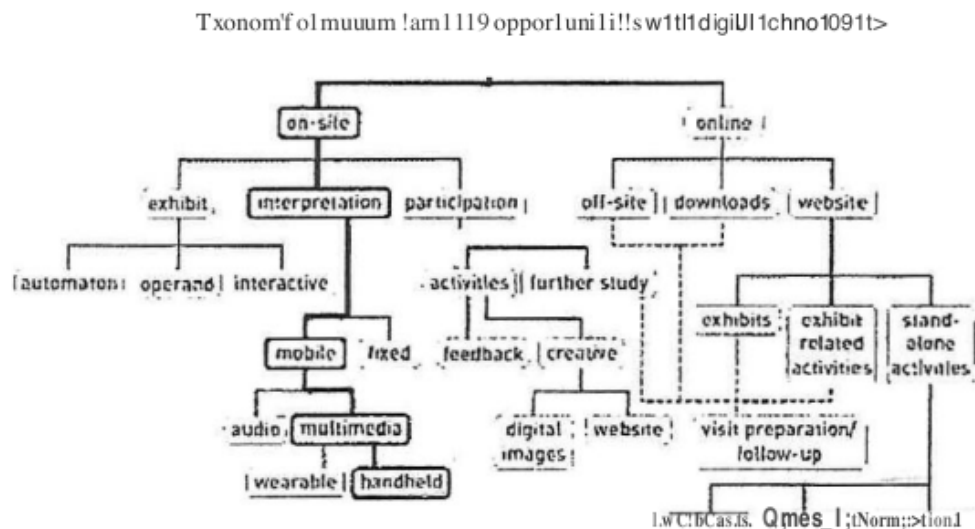 on-site
online
exhibit interpretation participation off-site downloads website
automaton operand interactive activities further study
exhibits exhibit related activities stand-alone activities
mobile fixed feedback creative
audio multimedia digital images website visit preparation/ follow-up
wearable handheld